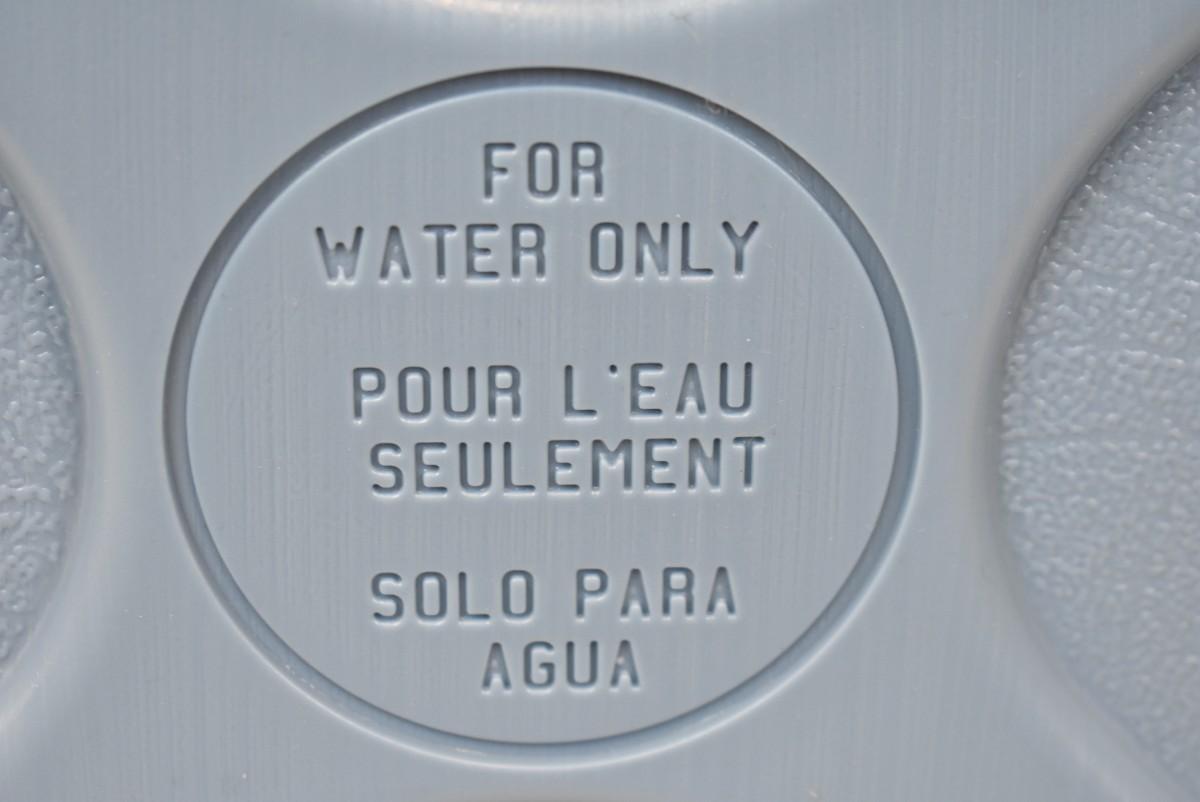 FOR
WATER ONLY
POUR L'EAU
SEULEMENT
SOLO PARA
AGUA